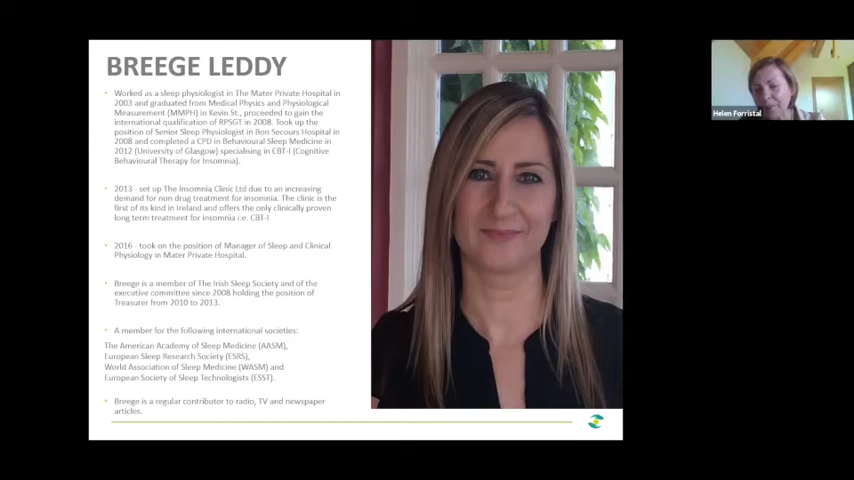 BREEGE LEDDY
• Worked as a sleep physiologist in The Mater Private Hospital in
2003 and graduated from Medical Physics and Physiological
Measurement (MMPH) in Kevin St., proceeded to gain the
international qualification of RPSGT in 2008. Took up the
position of Senior Sleep Physiologist in Bon Secours Hospital in
2008 and completed a CPD in Behavioural Sleep Medicine in
2012 (University of Glasgow) specialising in CBT-I (Cognitive
Behavioural Therapy for Insomnia).
• 2013 - set up The Insomnia Clinic Ltd due to an increasing
demand for non drug treatment for insomnia. The clinic is the
first of its kind in Ireland and offers the only clinically proven
long term treatment for insomnia i.e. CBT-I
• 2016 - took on the position of Manager of Sleep and Clinical
Physiology in Mater Private Hospital.
• Breege is a member of The Irish Sleep Society and of the
executive committee since 2008 holding the position of
Treasurer from 2010 to 2013.
• A member for the following international societies:
The American Academy of Sleep Medicine (AASM),
European Sleep Research Society (ESRS),
World Association of Sleep Medicine (WASM) and
European Society of Sleep Technologists (ESST).
• Breege is a regular contributor to radio, TV and newspaper
articles.
Helen Forristal